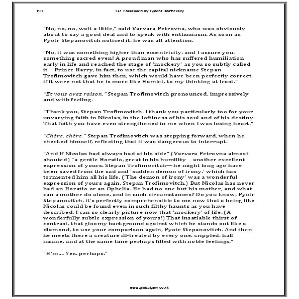 "No, no, no, wait a little," said Varvara Petrovna, who was obviously
about to say a good deal and to speak with enthusiasm. As soon as
Pyotr Stepanovitch noticed it, he was all attention.
"No, it was something higher than eccentricity, and I assure you,
something sacred even! A proud man who has suffered humiliation
early in life and reached the stage of 'mockery' as you so subtly called
it—Prince Harry, in fact, to use the capital nickname Stepan
Trofimovitch gave him then, which would have been perfectly correct
if it were not that he is more like Hamlet, to my thinking at least."
"Et vous avez raison," Stepan Trofimovitch pronounced, impressively
and with feeling.
"Thank you, Stepan Trofimovitch. I thank you particularly too for your
unvarying faith in Nicolas, in the loftiness of his soul and of his destiny.
That faith you have even strengthened in me when I was losing heart."
"Chère, chère." Stepan Trofimovitch was stepping forward, when he
checked himself, reflecting that it was dangerous to interrupt.
"And if Nicolas had always had at his side" (Varvara Petrovna almost
shouted) "a gentle Horatio, great in his humility—another excellent
expression of yours, Stepan Trofimovitch—he might long ago have
been saved from the sad and 'sudden demon of irony,' which has
tormented him all his life. ('The demon of irony' was a wonderful
expression of yours again, Stepan Trofimovitch.) But Nicolas has never
had an Horatio or an Ophelia. He had no one but his mother, and what
can a mother do alone, and in such circumstances? Do you know, Pyotr
Stepanovitch, it's perfectly comprehensible to me now that a being like
Nicolas could be found even in such filthy haunts as you have
described. I can so clearly picture now that 'mockery' of life. (A
wonderfully subtle expression of yours!) That insatiable thirst of
contrast, that gloomy background against which he stands out like a
diamond, to use your comparison again, Pyotr Stepanovitch. And then
he meets there a creature ill-treated by every one, crippled, half
insane, and at the same time perhaps filled with noble feelings."
"H'm.... Yes, perhaps."